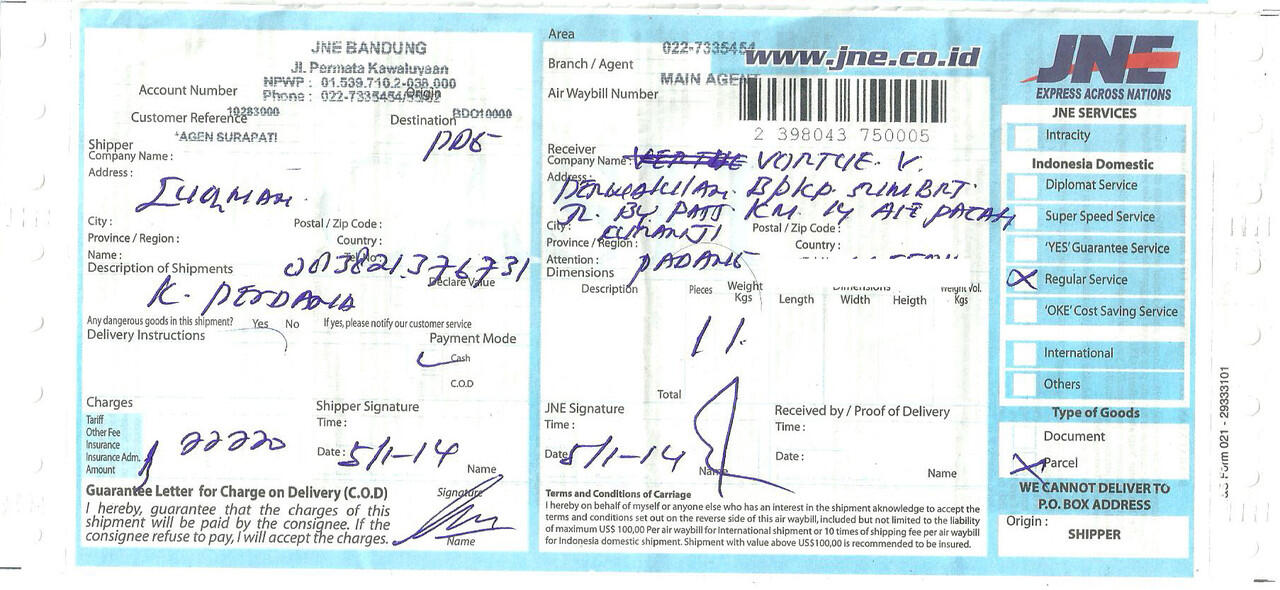 JNE BANDUNG
Jl. Permata Kawaluyaan
NPWP : 01.539.710.2-038.000
Phone : 022-7335454/
Account Number
Origin
10283000
BDO10000
Customer Reference
Destination
*AGEN SURAPATI
PDG
Shipper
Company Name :
Address :
LUQMAN
City :
Postal / Zip Code :
Province / Region :
Country :
Name :
Tel No
Description of Shipments
Declare Value
K.
Any dangerous goods in this shipment? Yes No If yes, please notify our customer service
Delivery Instructions
Payment Mode
Cash
C.O.D
Charges
Tariff
Other Fee
Insurance
Insurance Adm.
Amount
22220
Shipper Signature
Time :
Date : 5/1-14
Name
Guarantee Letter for Charge on Delivery (C.O.D)
I hereby, guarantee that the charges of this
shipment will be paid by the consignee. If the
consignee refuse to pay, I will accept the charges.
Signature
Name
Area
022-7335454
www.jne.co.id
Branch / Agent
MAIN AGENT
Air Waybill Number
2 398043 750005
Receiver
Company Name : V.
Address :
PERWAKILAN BPKP SUMBAR
JL. BY PASS KM. 14 AIE PACAH
City :
Postal / Zip Code :
Province / Region :
Country :
Attention :
PADANG
Dimensions
Description
Pieces
Weight
Kgs
Dimensions
Length
Width
Heigth
Weight Vol.
Kgs
1 1
Total
JNE Signature
Time :
Date 5/1-14
Name
Received by / Proof of Delivery
Time :
Date :
Name
Terms and Conditions of Carriage
I hereby on behalf of myself or anyone else who has an interest in the shipment aknowledge to accept the
terms and conditions set out on the reverse side of this air waybill, included but not limited to the liability
of maximum US$ 100,00 Per air waybill for International shipment or 10 times of shipping fee per air waybill
for Indonesia domestic shipment. Shipment with value above US$100,00 is recommended to be insured.
JNE
EXPRESS ACROSS NATIONS
JNE SERVICES
Intracity
Indonesia Domestic
Diplomat Service
Super Speed Service
'YES' Guarantee Service
Regular Service
'OKE' Cost Saving Service
International
Others
Type of Goods
Document
Parcel
WE CANNOT DELIVER TO
P.O. BOX ADDRESS
Origin :
SHIPPER
Form 021 - 29333101